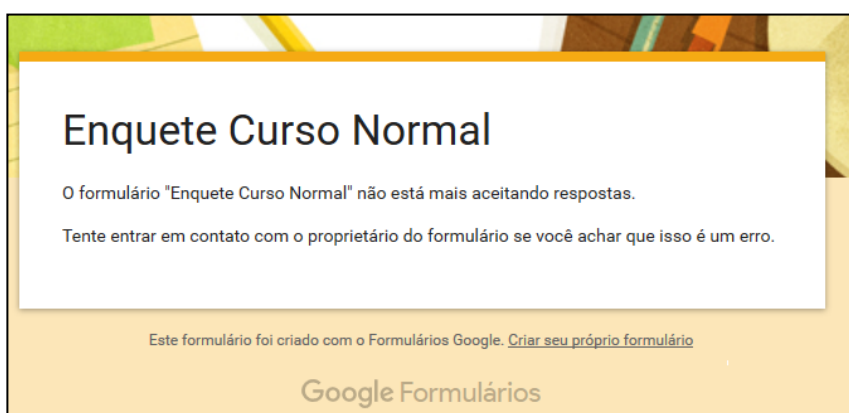 Enquete Curso Normal
O formulário "Enquete Curso Normal" não está mais aceitando respostas.
Tente entrar em contato com o proprietário do formulário se você achar que isso é um erro.
Este formulário foi criado com o Formulários Google. Criar seu próprio formulário
Google Formulários